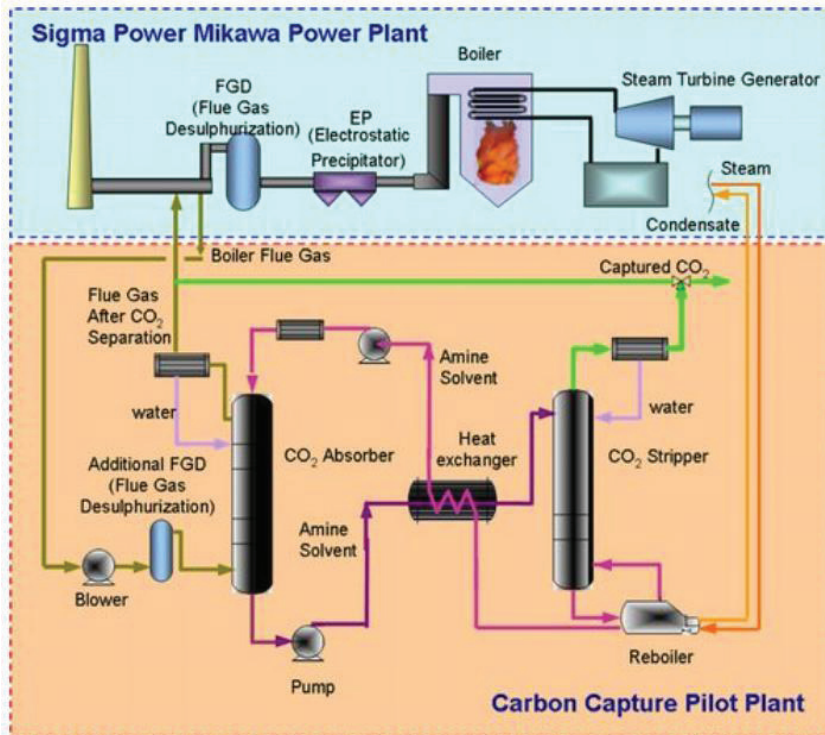 Sigma Power Mikawa Power Plant
Boiler
Steam Turbine Generator
FGD
(Flue Gas
Desulphurization)
EP
(Electrostatic
Precipitator)
Steam
Condensate
Boiler Flue Gas
Captured CO₂
Flue Gas
After CO₂
Separation
Amine
Solvent
water
water
CO₂ Absorber
Heat
exchanger
CO₂ Stripper
Additional FGD
(Flue Gas
Desulphurization)
Amine
Solvent
Blower
Pump
Reboiler
Carbon Capture Pilot Plant